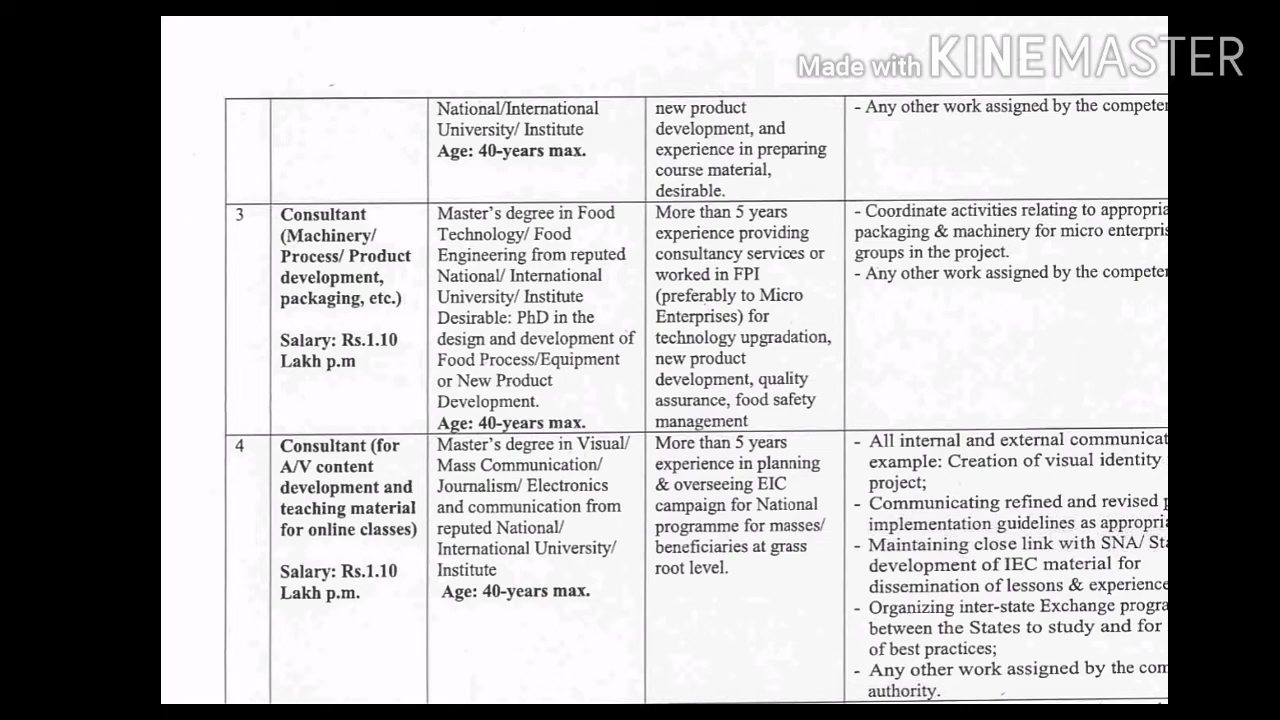 Made with KINEMASTER
National/International
University/ Institute
Age: 40-years max.
new product
development, and
experience in preparing
course material,
desirable.
- Any other work assigned by the
3
Consultant
(Machinery/
Process/ Product
development,
packaging, etc.)
Salary: Rs.1.10
Lakh p.m
Master's degree in Food
Technology/ Food
Engineering from reputed
National/ International
University/ Institute
Desirable: PhD in the
design and development of
Food Process/Equipment
or New Product
Development.
Age: 40-years max.
More than 5 years
experience providing
consultancy services or
worked in FPI
(preferably to Micro
Enterprises) for
technology upgradation,
new product
development, quality
assurance, food safety
management
- Coordinate activities relating to
packaging & machinery for micro
groups in the project.
- Any other work assigned by the
4
Consultant (for
A/V content
development and
teaching material
for online classes)
Salary: Rs.1.10
Lakh p.m.
Master's degree in Visual/
Mass Communication/
Journalism/ Electronics
and communication from
reputed National/
International University/
Institute
Age: 40-years max.
More than 5 years
experience in planning
& overseeing EIC
campaign for National
programme for masses/
beneficiaries at grass
root level.
- All internal and external
example: Creation of visual identity
project;
- Communicating refined and revised
implementation guidelines as
- Maintaining close link with SNA/
development of IEC material for
dissemination of lessons & experience
- Organizing inter-state Exchange
between the States to study and for
of best practices;
- Any other work assigned by the
authority.